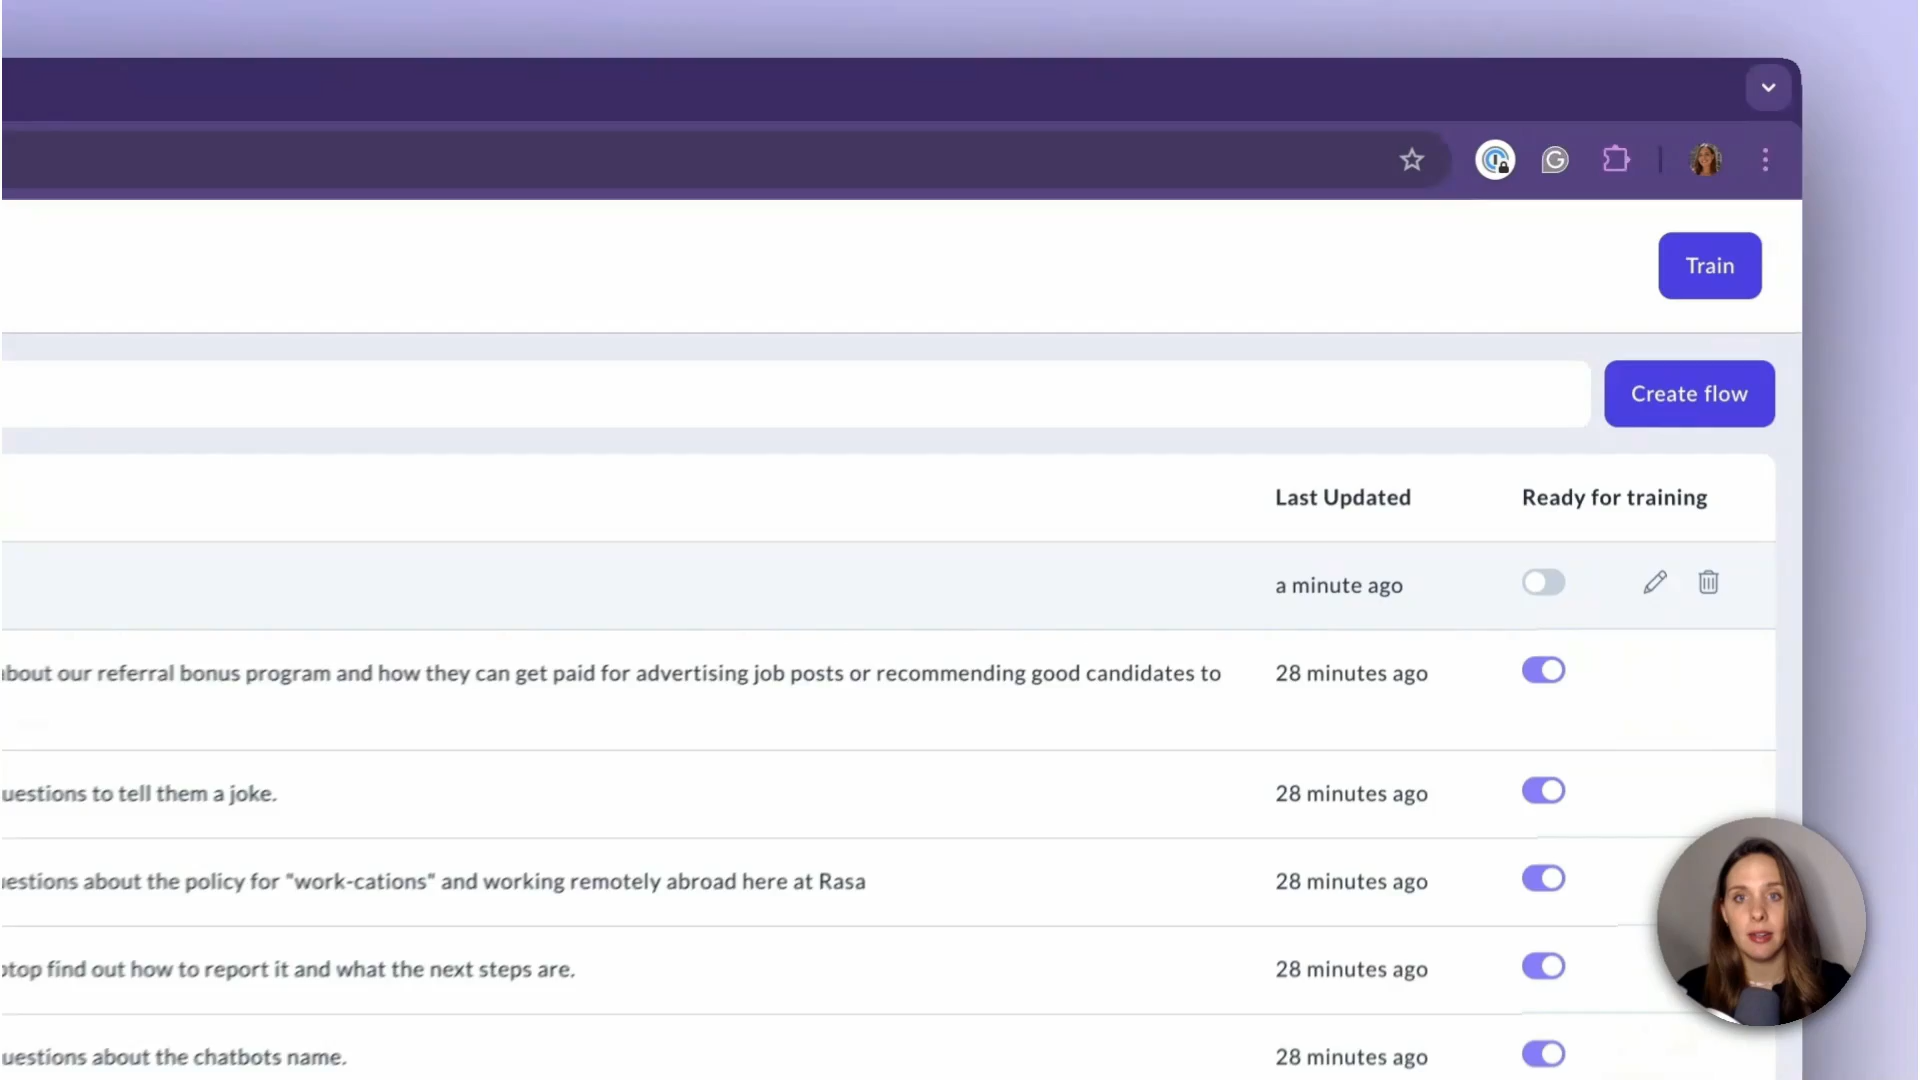 Train
Create flow
Last Updated Ready for training
a minute ago
about our referral bonus program and how they can get paid for advertising job posts or recommending good candidates to 28 minutes ago
uestions to tell them a joke. 28 minutes ago
estions about the policy for "work-cations" and working remotely abroad here at Rasa 28 minutes ago
ptop find out how to report it and what the next steps are. 28 minutes ago
uestions about the chatbots name. 28 minutes ago